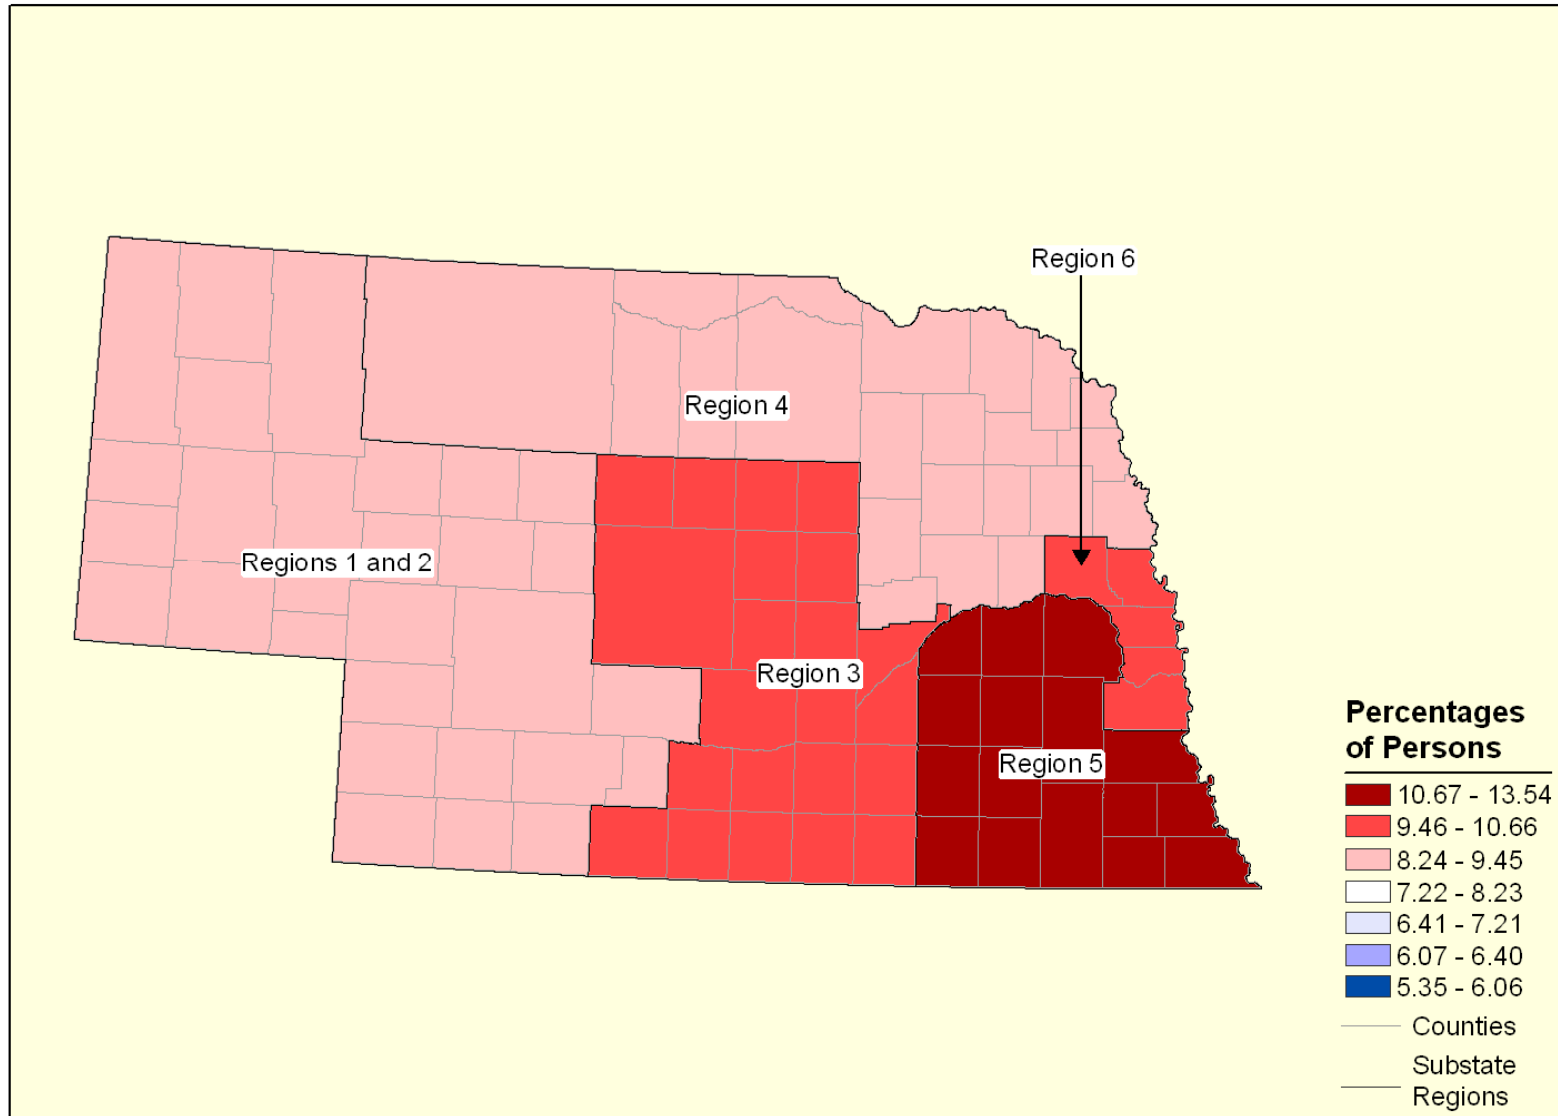 Region 6
Region 4
Regions 1 and 2
Region 3
Region 5
Percentages
of Persons
10.67 - 13.54
9.46 - 10.66
8.24 - 9.45
7.22 - 8.23
6.41 - 7.21
6.07 - 6.40
5.35 - 6.06
Counties
Substate
Regions